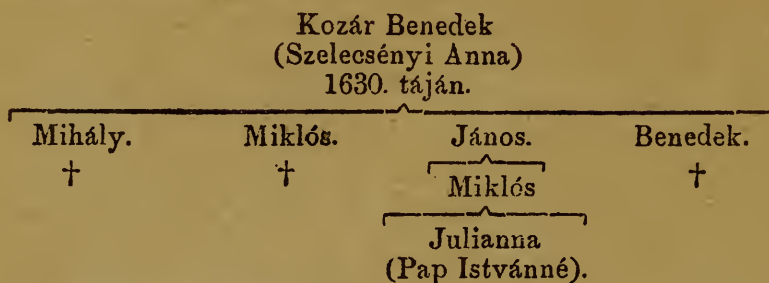 Kozár Benedek
(Szelecsényi Anna)
1630. táján.
Mihály. Miklós. János. Benedek.
† † Miklós †
Julianna
(Pap Istvánné).